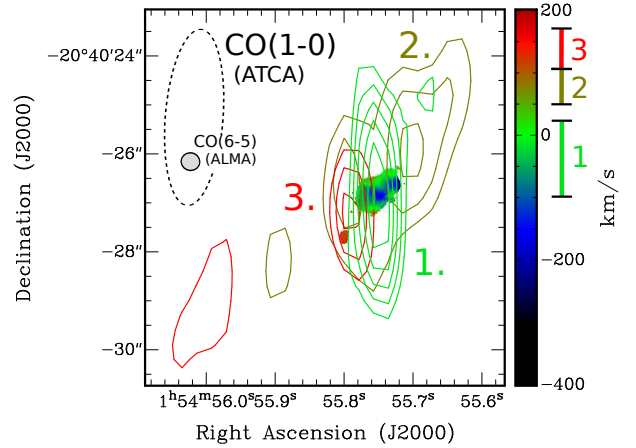 CO(1-0)
(ATCA)
2.
CO(6-5)
(ALMA)
3.
1.
−20°40′24″
−26″
−28″
−30″
Declination (J2000)
1ʰ54ᵐ56.0ˢ 55.9ˢ 55.8ˢ 55.7ˢ 55.6ˢ
Right Ascension (J2000)
200
0
−200
−400
3
2
1
km/s